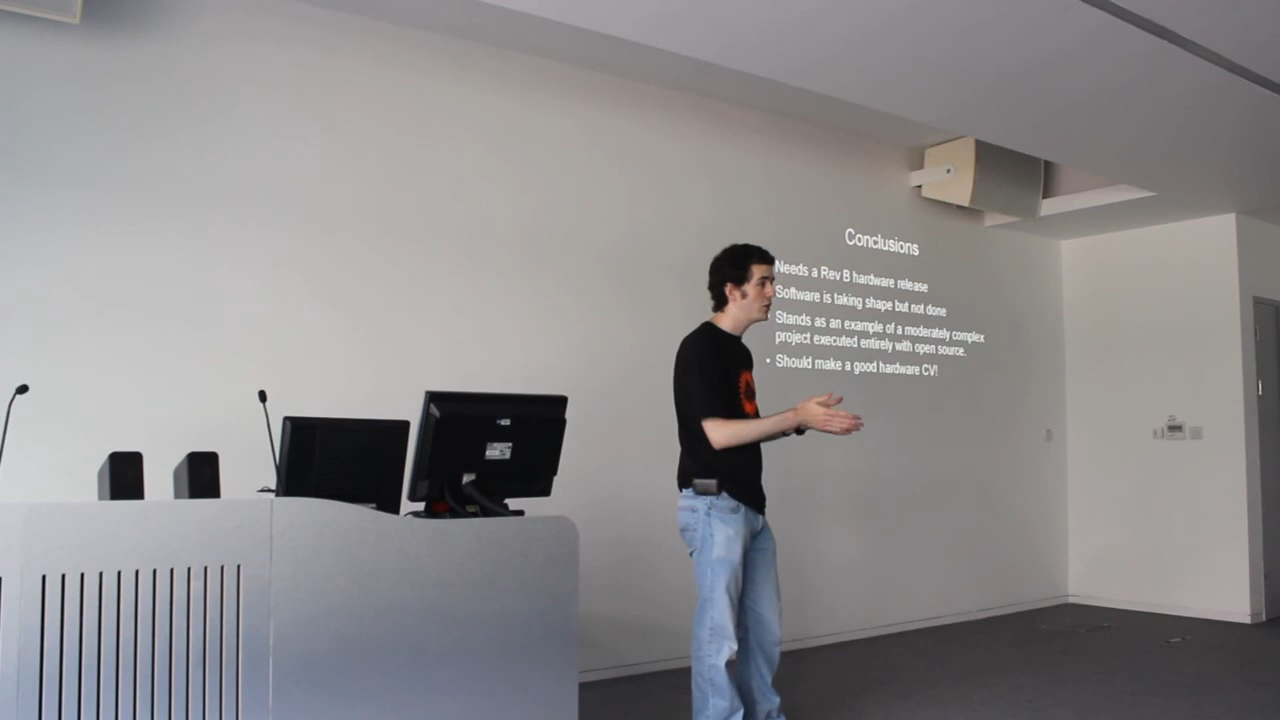 Conclusions
Needs a Rev B hardware release
Software is taking shape but not done
Stands as an example of a moderately complex
project executed entirely with open source.
• Should make a good hardware CV!